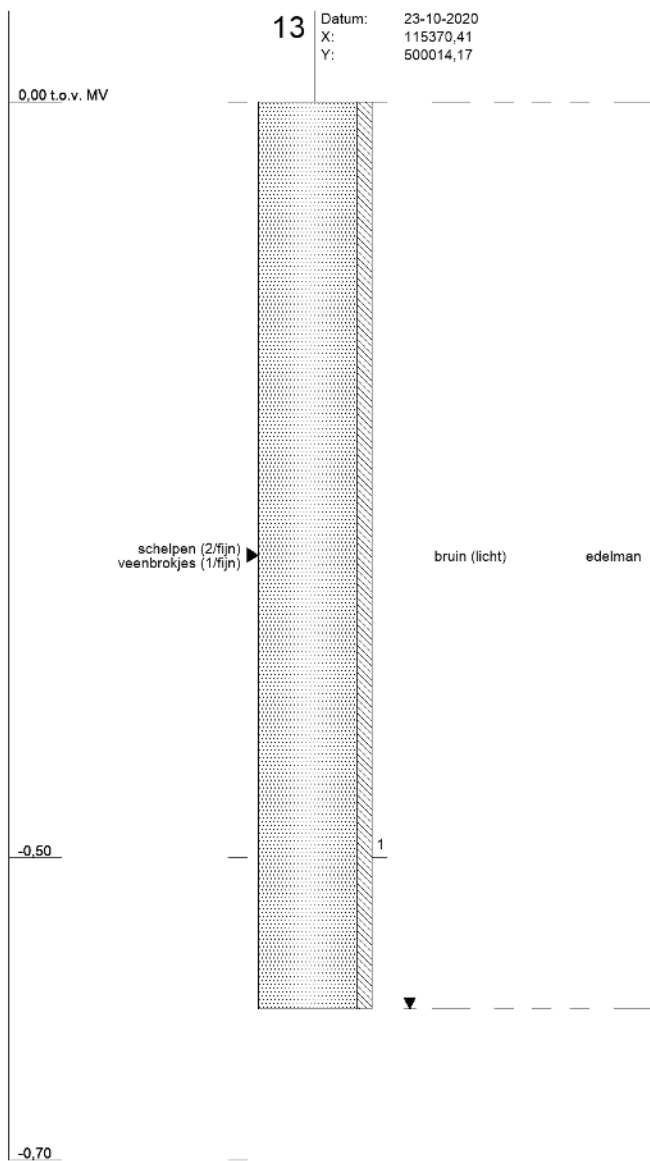 13
Datum: 23-10-2020
X: 115370,41
Y: 500014,17
0,00 t.o.v. MV
schelpen (2/fijn)
veenbrokjes (1/fijn)
bruin (licht) edelman
-0,50
1
-0,70